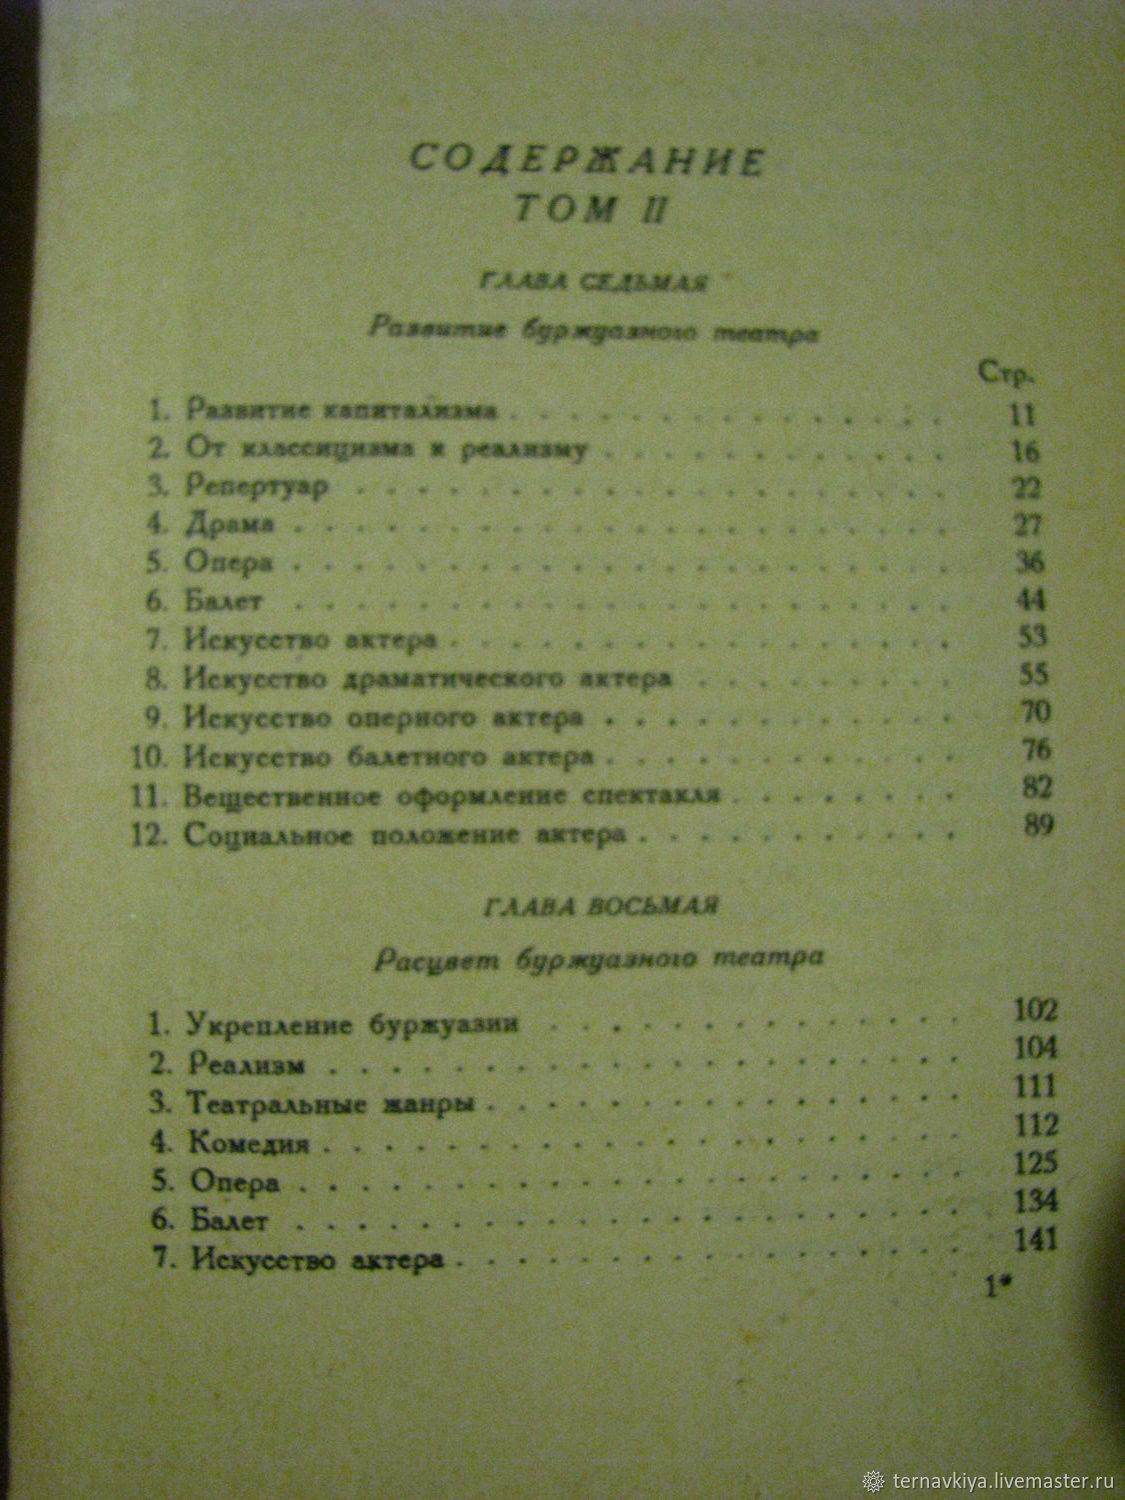 СОДЕРЖАНИЕ
ТОМ II
ГЛАВА СЕДЬМАЯ
Развитие буржуазного театра
Стр.
1. Развитие капитализма . . . . . . . . . . . . . . 11
2. От классицизма к реализму . . . . . . . . . . . . 16
3. Репертуар . . . . . . . . . . . . . . . . . . . 22
4. Драма . . . . . . . . . . . . . . . . . . . . . 27
5. Опера . . . . . . . . . . . . . . . . . . . . . 36
6. Балет . . . . . . . . . . . . . . . . . . . . . 44
7. Искусство актера . . . . . . . . . . . . . . . . 53
8. Искусство драматического актера . . . . . . . . . 55
9. Искусство оперного актера . . . . . . . . . . . . 70
10. Искусство балетного актера . . . . . . . . . . . . 76
11. Вещественное оформление спектакля . . . . . . . . 82
12. Социальное положение актера . . . . . . . . . . . 89
ГЛАВА ВОСЬМАЯ
Расцвет буржуазного театра
1. Укрепление буржуазии . . . . . . . . . . . . . . 102
2. Реализм . . . . . . . . . . . . . . . . . . . . . 104
3. Театральные жанры . . . . . . . . . . . . . . . . 111
4. Комедия . . . . . . . . . . . . . . . . . . . . . 112
5. Опера . . . . . . . . . . . . . . . . . . . . . . 125
6. Балет . . . . . . . . . . . . . . . . . . . . . . 134
7. Искусство актера . . . . . . . . . . . . . . . . . 141
1*
ternavkiya.livemaster.ru